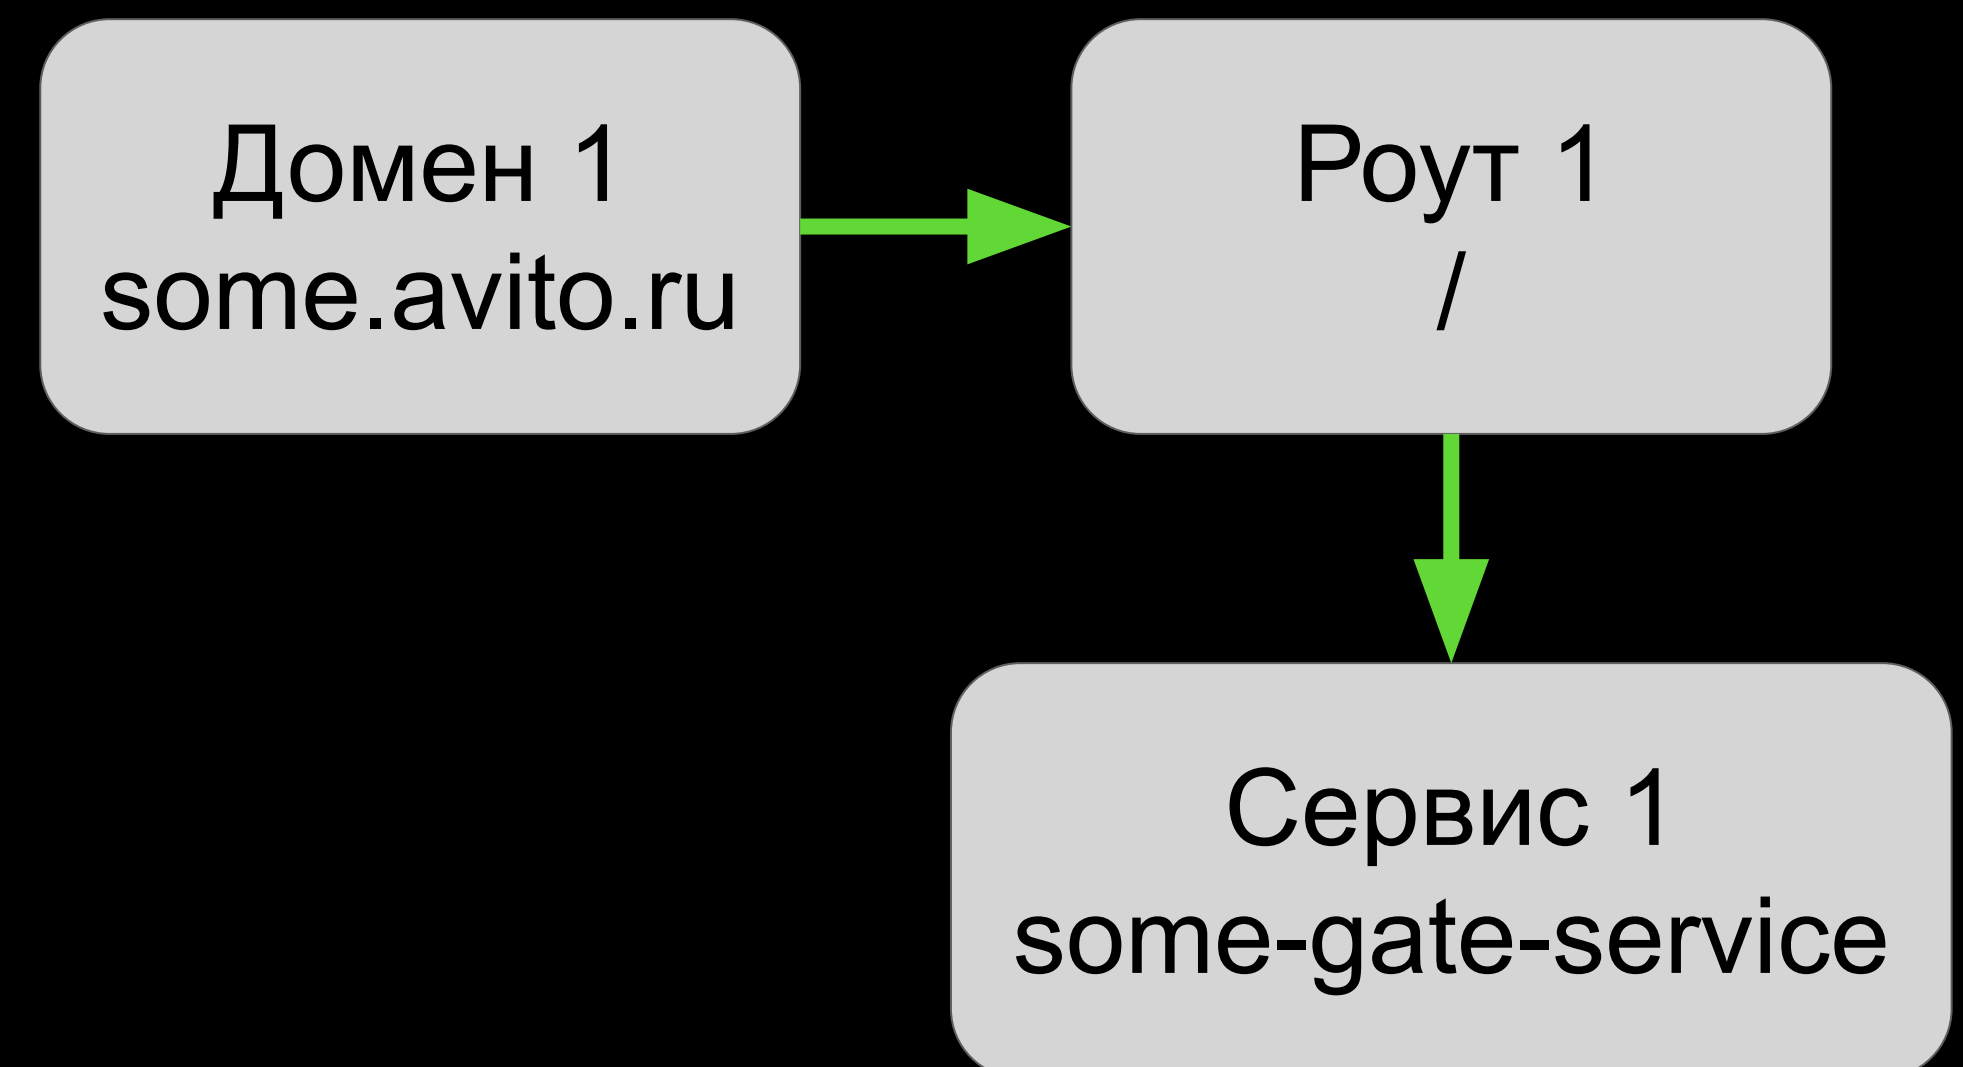 Домен 1
some.avito.ru
Роут 1
/
Сервис 1
some-gate-service